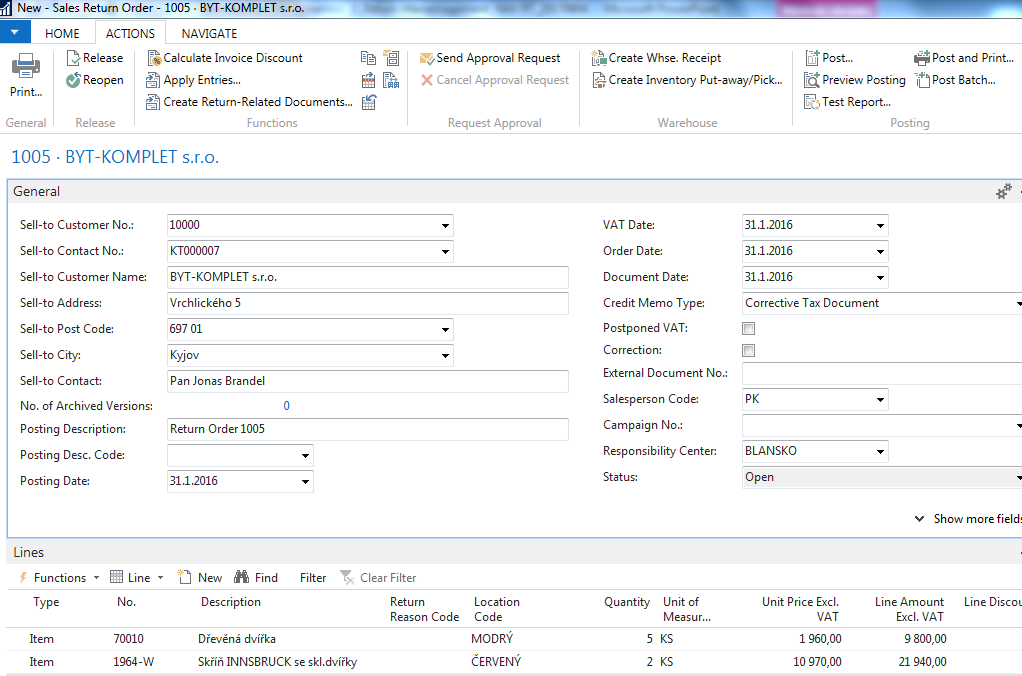 New - Sales Return Order - 1005 · BYT-KOMPLET s.r.o.
HOME ACTIONS NAVIGATE
Print...
General
Release
Reopen
Release
Calculate Invoice Discount
Apply Entries...
Create Return-Related Documents...
Functions
Send Approval Request
Cancel Approval Request
Request Approval
Create Whse. Receipt
Create Inventory Put-away/Pick...
Warehouse
Post... Post and Print...
Preview Posting Post Batch...
Test Report...
Posting
1005 · BYT-KOMPLET s.r.o.
General
Sell-to Customer No.: 10000
Sell-to Contact No.: KT000007
Sell-to Customer Name: BYT-KOMPLET s.r.o.
Sell-to Address: Vrchlického 5
Sell-to Post Code: 697 01
Sell-to City: Kyjov
Sell-to Contact: Pan Jonas Brandel
No. of Archived Versions: 0
Posting Description: Return Order 1005
Posting Desc. Code:
Posting Date: 31.1.2016
VAT Date: 31.1.2016
Order Date: 31.1.2016
Document Date: 31.1.2016
Credit Memo Type: Corrective Tax Document
Postponed VAT:
Correction:
External Document No.:
Salesperson Code: PK
Campaign No.:
Responsibility Center: BLANSKO
Status: Open
Show more fields
Lines
Functions Line New Find Filter Clear Filter
Type No. Description Return Reason Code Location Code Quantity Unit of Measur... Unit Price Excl. VAT Line Amount Excl. VAT Line Discou
Item 70010 Dřevéná dvířka MODRÝ 5 KS 1 960,00 9 800,00
Item 1964-W Skříň INNSBRUCK se skl.dvířky ČERVENÝ 2 KS 10 970,00 21 940,00